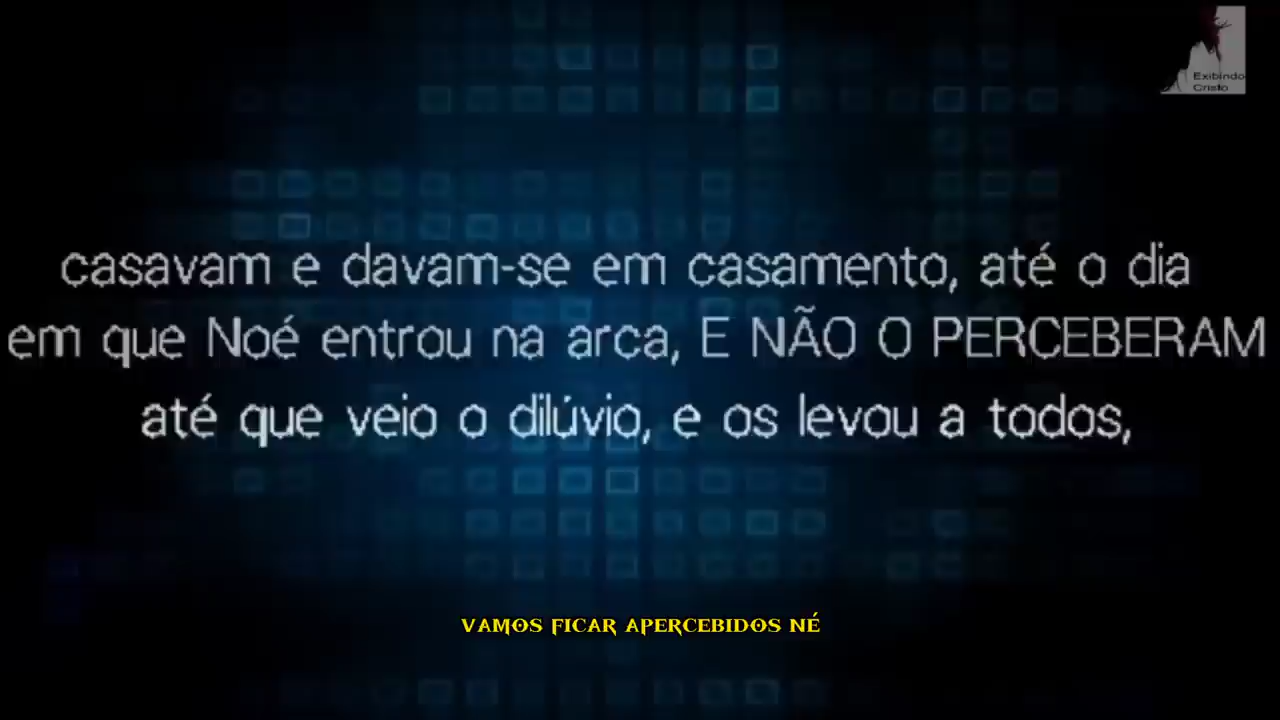 Exibindo
Cristo
casavam e davam-se em casamento, até o dia
em que Noé entrou na arca, E NÃO O PERCEBERAM
até que veio o dilúvio, e os levou a todos,
VAMOS FICAR APERCEBIDOS NÉ